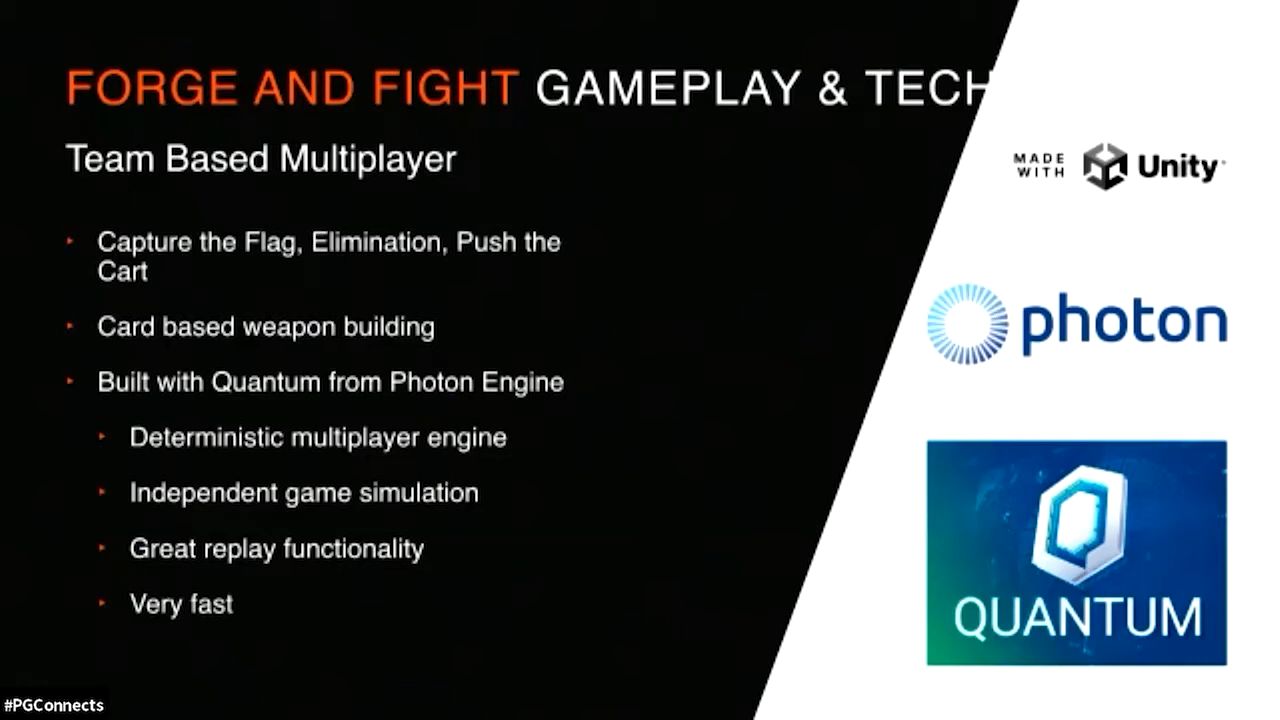 FORGE AND FIGHT GAMEPLAY & TECH
Team Based Multiplayer
‣ Capture the Flag, Elimination, Push the
Cart
‣ Card based weapon building
‣ Built with Quantum from Photon Engine
‣ Deterministic multiplayer engine
‣ Independent game simulation
‣ Great replay functionality
‣ Very fast
MADE
WITH
Unity
photon
QUANTUM
#PGConnects